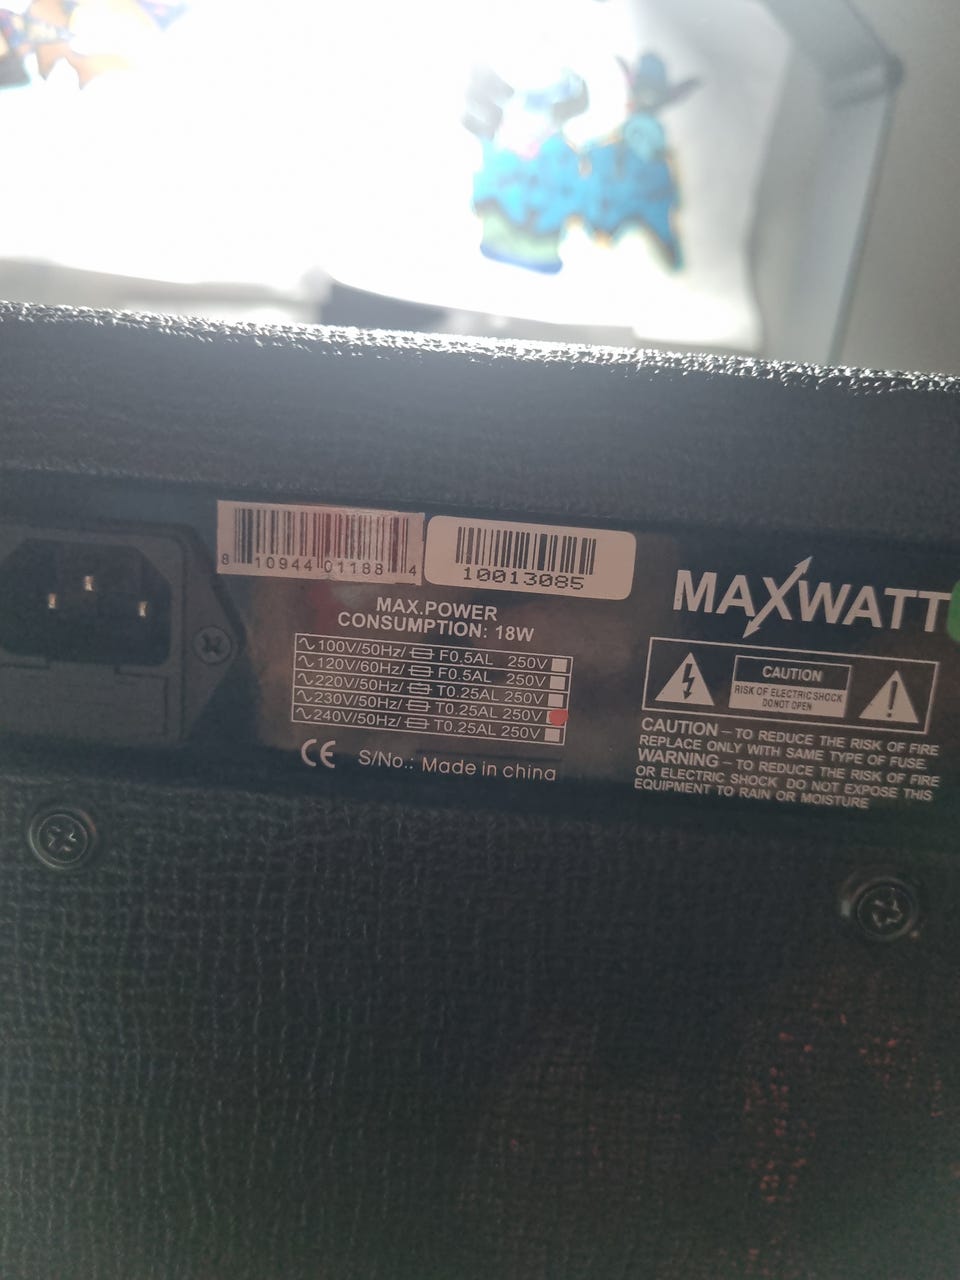 8 10944 01188 4
10013085
MAXWATT
MAX.POWER
CONSUMPTION: 18W
∿100V/50Hz/ F0.5AL 250V
∿120V/60Hz/ F0.5AL 250V
∿220V/50Hz/ T0.25AL 250V
∿230V/50Hz/ T0.25AL 250V
∿240V/50Hz/ T0.25AL 250V
CE S/No.: Made in china
CAUTION
RISK OF ELECTRIC SHOCK
DO NOT OPEN
CAUTION – TO REDUCE THE RISK OF FIRE
REPLACE ONLY WITH SAME TYPE OF FUSE.
WARNING – TO REDUCE THE RISK OF FIRE
OR ELECTRIC SHOCK DO NOT EXPOSE THIS
EQUIPMENT TO RAIN OR MOISTURE